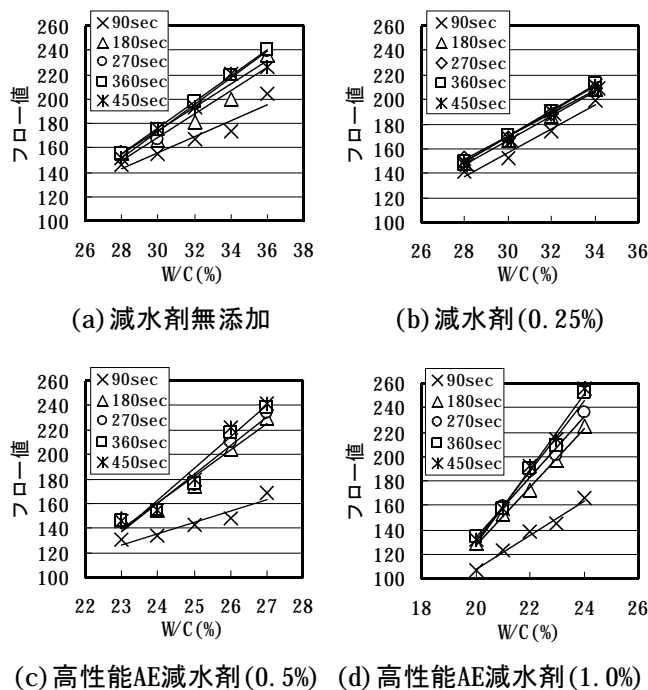 ×90sec
△180sec
○270sec
□360sec
450sec
フロー値
260
240
220
200
180
160
140
120
100
26 28 30 32 34 36 38
W/C(%)
(a)減水剤無添加
×90sec
△180sec
◇270sec
□360sec
450sec
フロー値
260
240
220
200
180
160
140
120
100
26 28 30 32 34 36
W/C(%)
(b)減水剤(0.25%)
×90sec
△180sec
○270sec
□360sec
450sec
フロー値
260
240
220
200
180
160
140
120
100
22 23 24 25 26 27 28
W/C(%)
(c)高性能AE減水剤(0.5%)
×90sec
△180sec
○270sec
□360sec
450sec
フロー値
260
240
220
200
180
160
140
120
100
18 20 22 24 26
W/C(%)
(d)高性能AE減水剤(1.0%)